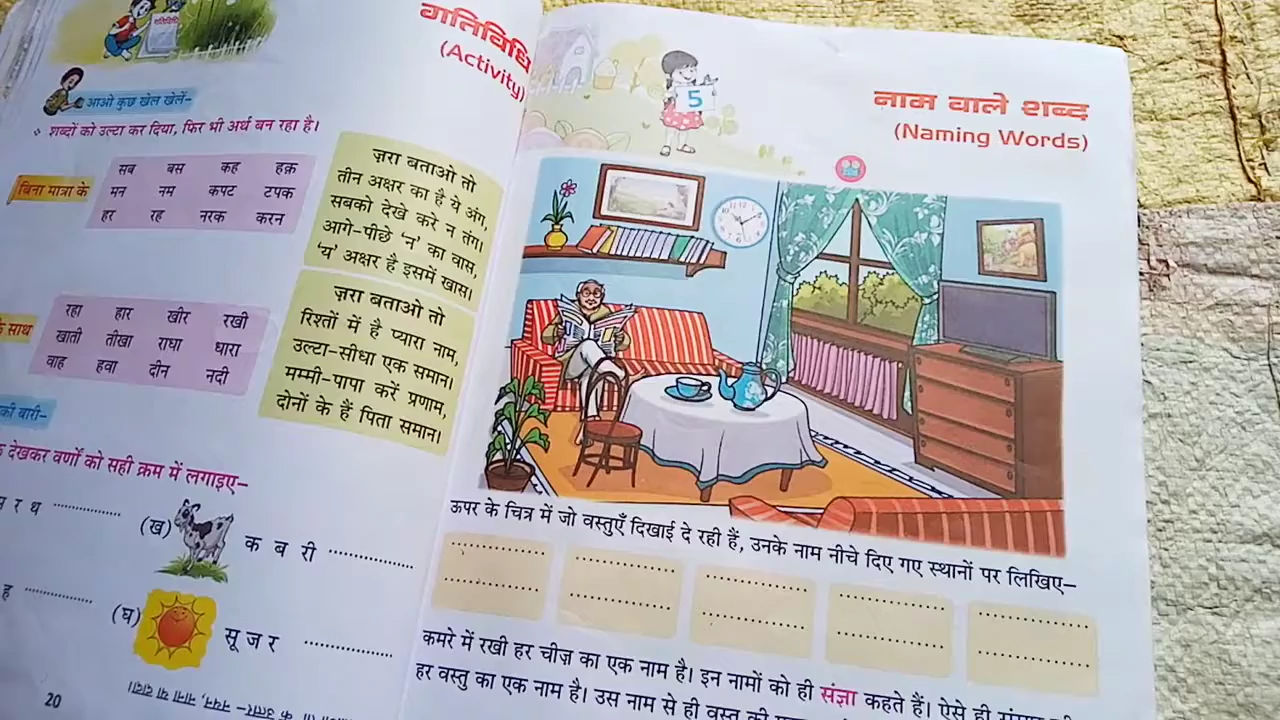 गतिविधि
(Activity)
आओ कुछ खेल खेलें-
शब्दों को उल्टा कर दिया, फिर भी अर्थ बन रहा है।
बिना मात्रा के
सब बस कह हक़
मन नम कपट टपक
हर रह नरक करन
साथ
रहा हार खीर रखी
खाती तीखा राधा धारा
वाह हवा दीन नदी
ज़रा बताओ तो
तीन अक्षर का है ये अंग,
सबको देखे करे न तंग।
आगे-पीछे 'न' का वास,
'य' अक्षर है इसमें खास।
ज़रा बताओ तो
रिश्तों में है प्यारा नाम,
उल्टा-सीधा एक समान।
मम्मी-पापा करें प्रणाम,
दोनों के हैं पिता समान।
की बारी-
देखकर वर्णों को सही क्रम में लगाइए-
र थ ....................
(ख) क ब री ....................
ह ....................
(घ) सू ज र ....................
20
5
नाम वाले शब्द
(Naming Words)
ऊपर के चित्र में जो वस्तुएँ दिखाई दे रही हैं, उनके नाम नीचे दिए गए स्थानों पर लिखिए-
कमरे में रखी हर चीज़ का एक नाम है। इन नामों को ही संज्ञा कहते हैं। ऐसे ही
हर वस्तु का एक नाम है। उस नाम से ही वस्तु की